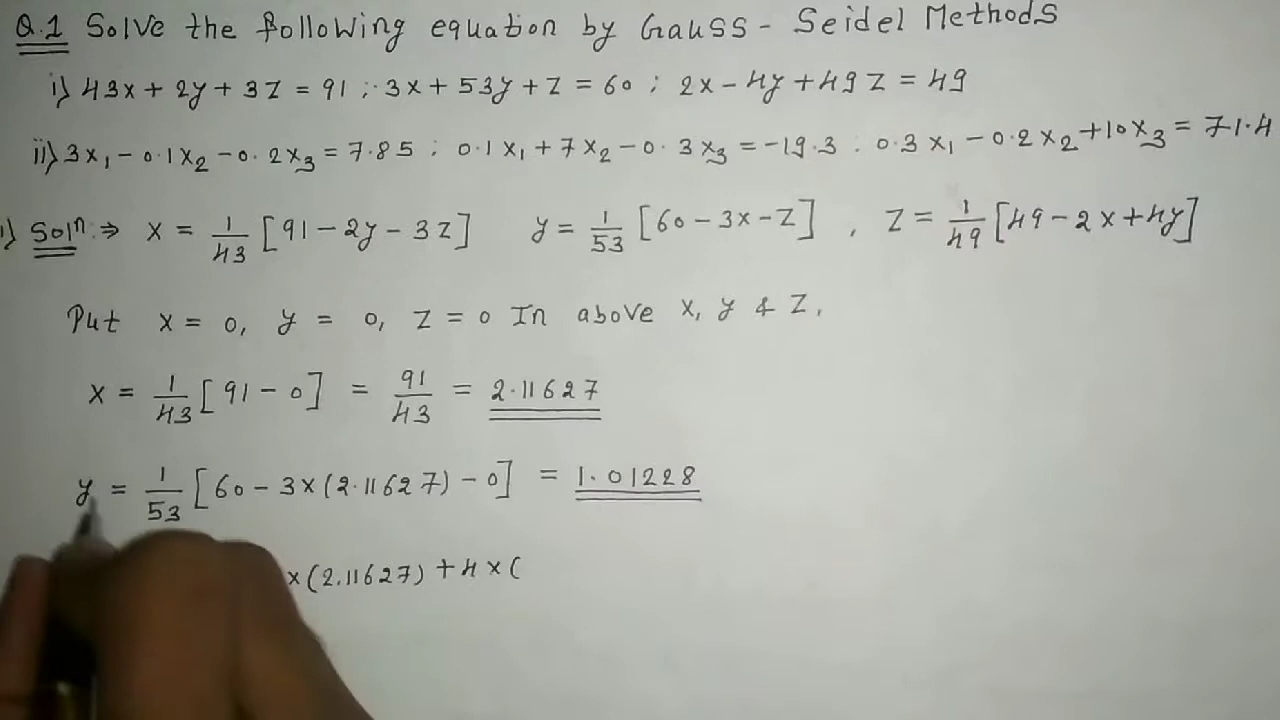 Q.1 Solve the following equation by Gauss - Seidel Methods
i) 43x + 2y + 3z = 91 ; 3x + 53y + z = 60 ; 2x - 4y + 49z = 49
ii) 3x₁ - 0.1x₂ - 0.2x₃ = 7.85 ; 0.1x₁ + 7x₂ - 0.3x₃ = -19.3 : 0.3x₁ - 0.2x₂ + 10x₃ = 71.4
i) Solⁿ: ⇒ x = 1/43 [91 - 2y - 3z] y = 1/53 [60 - 3x - z] , z = 1/49 [49 - 2x + 4y]
Put x = 0, y = 0, z = 0 In above x, y & z.
x = 1/43 [91 - 0] = 91/43 = 2.11627
y = 1/53 [60 - 3×(2.11627) - 0] = 1.01228
×(2.11627) + 4×(